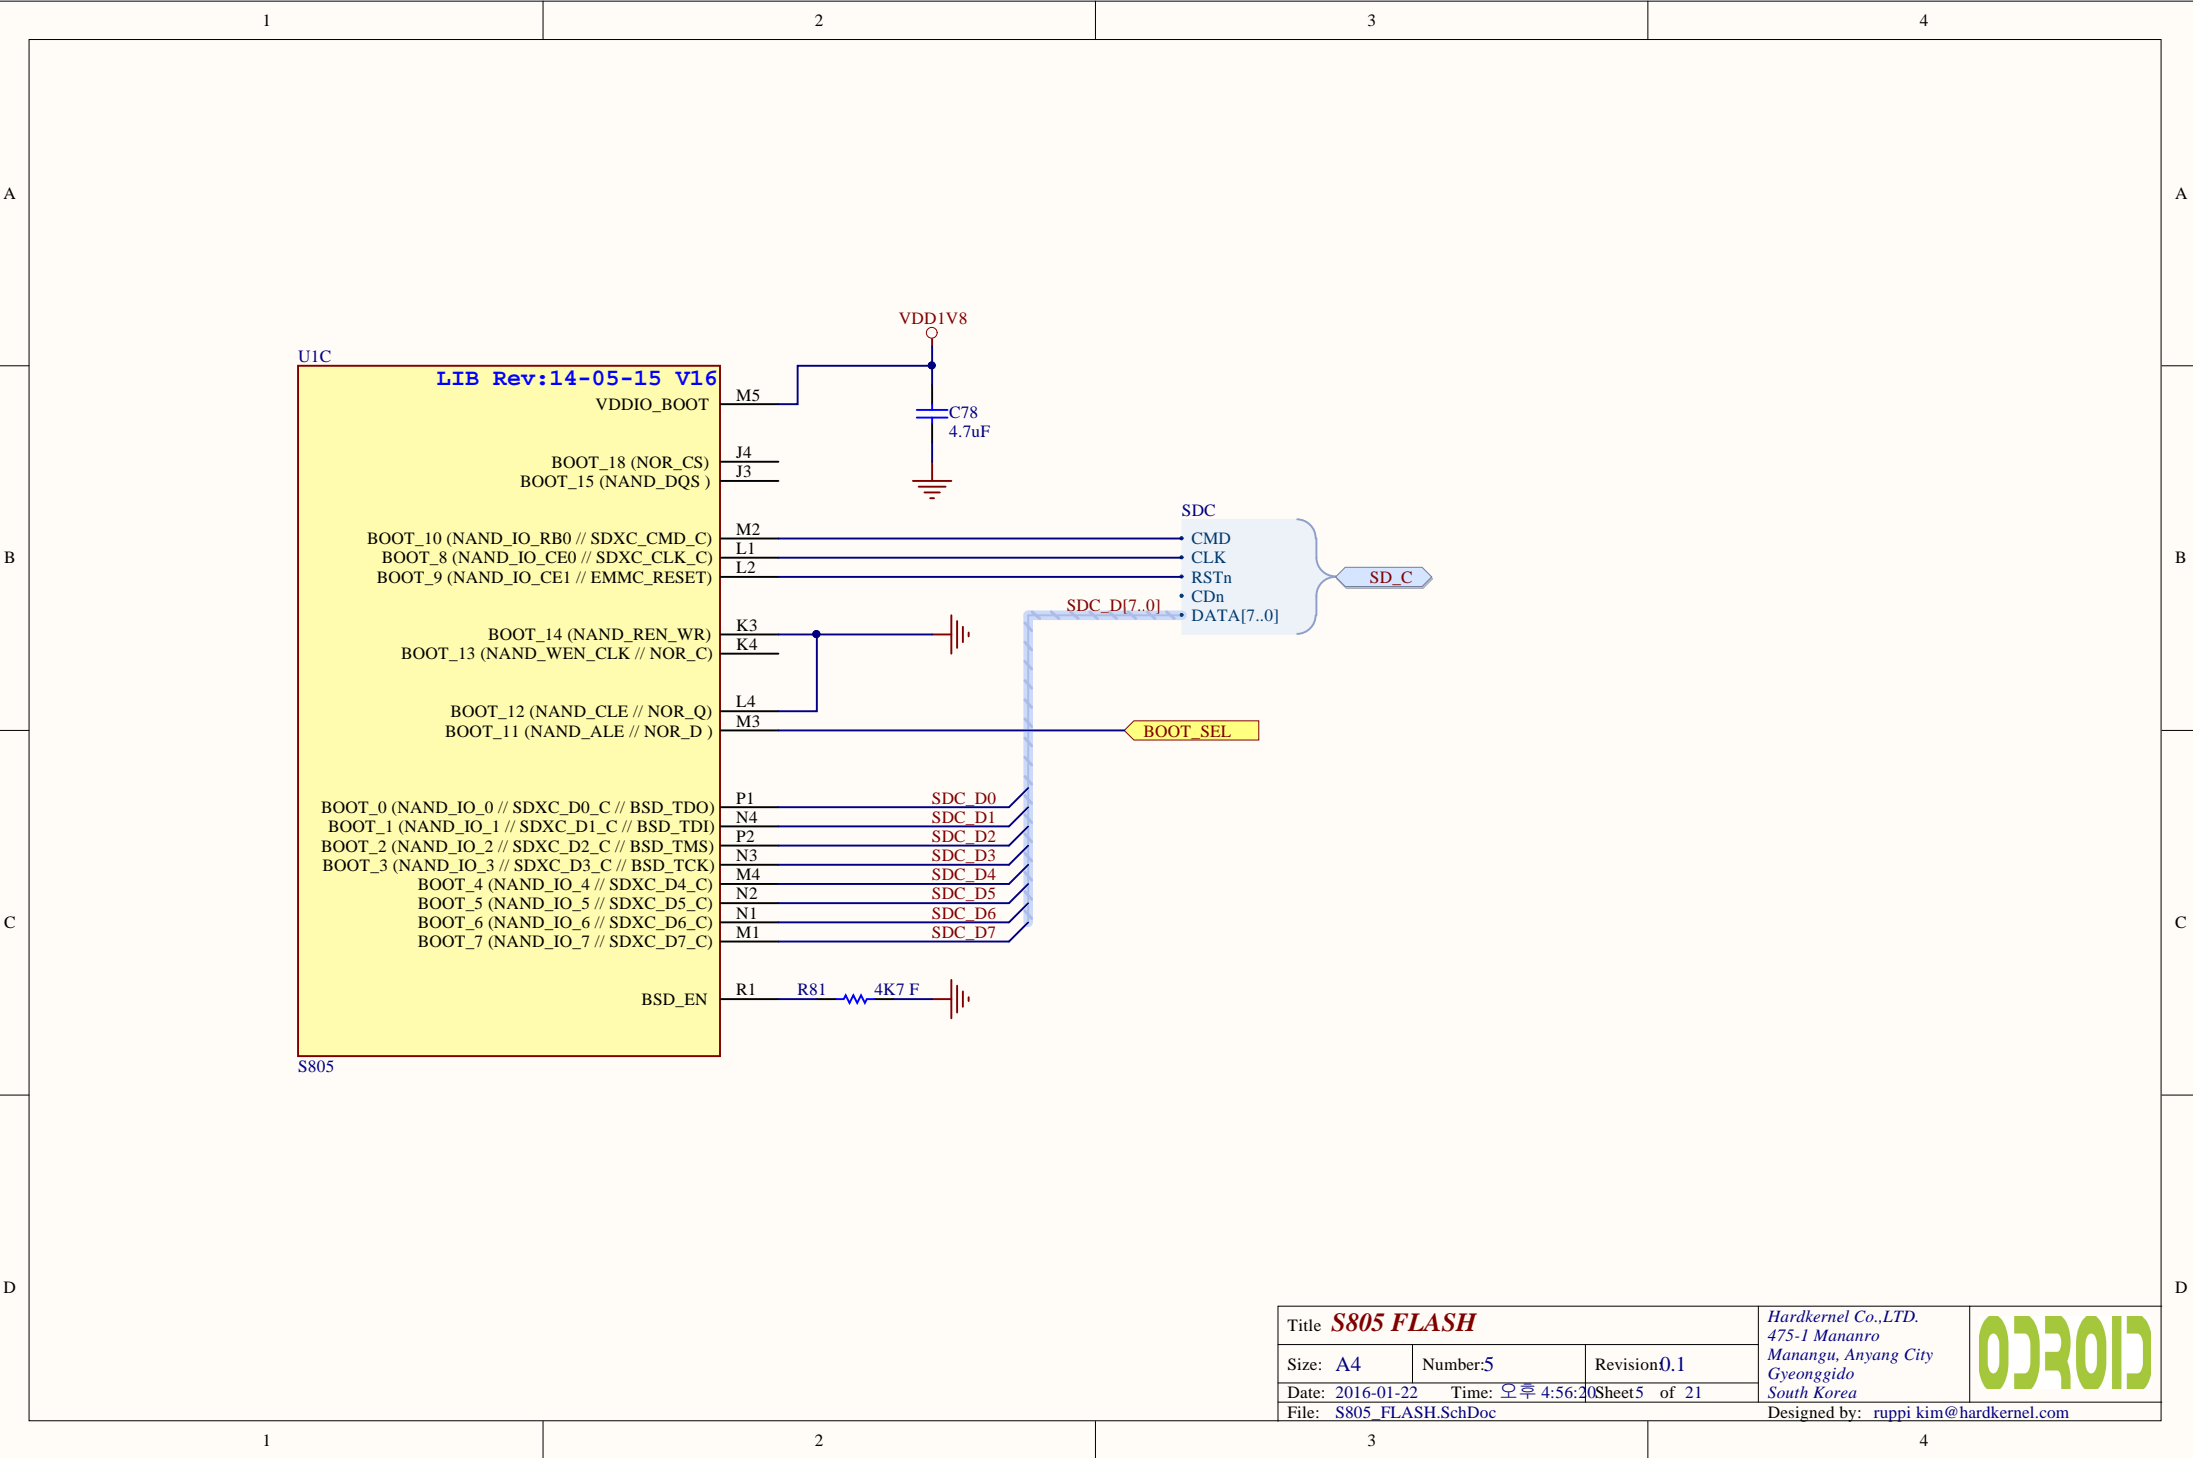 1 2 3 4
A A
VDD1V8
U1C
LIB Rev:14-05-15 V16
VDDIO_BOOT M5
C78
4.7uF
BOOT_18 (NOR_CS) J4
BOOT_15 (NAND_DQS ) J3
SDC
BOOT_10 (NAND_IO_RB0 // SDXC_CMD_C) M2 CMD
B BOOT_8 (NAND_IO_CE0 // SDXC_CLK_C) L1 CLK B
BOOT_9 (NAND_IO_CE1 // EMMC_RESET) L2 RSTn SD_C
CDn
SDC_D[7..0] DATA[7..0]
BOOT_14 (NAND_REN_WR) K3
BOOT_13 (NAND_WEN_CLK // NOR_C) K4
BOOT_12 (NAND_CLE // NOR_Q) L4
BOOT_11 (NAND_ALE // NOR_D ) M3 BOOT_SEL
BOOT_0 (NAND_IO_0 // SDXC_D0_C // BSD_TDO) P1 SDC_D0
BOOT_1 (NAND_IO_1 // SDXC_D1_C // BSD_TDI) N4 SDC_D1
BOOT_2 (NAND_IO_2 // SDXC_D2_C // BSD_TMS) P2 SDC_D2
BOOT_3 (NAND_IO_3 // SDXC_D3_C // BSD_TCK) N3 SDC_D3
BOOT_4 (NAND_IO_4 // SDXC_D4_C) M4 SDC_D4
BOOT_5 (NAND_IO_5 // SDXC_D5_C) N2 SDC_D5
C BOOT_6 (NAND_IO_6 // SDXC_D6_C) N1 SDC_D6 C
BOOT_7 (NAND_IO_7 // SDXC_D7_C) M1 SDC_D7
BSD_EN R1 R81 4K7 F
S805
D D
Title S805 FLASH
Size: A4 Number:5 Revision:0.1
Date: 2016-01-22 Time: 오후 4:56:20 Sheet5 of 21
File: S805_FLASH.SchDoc
Hardkernel Co.,LTD.
475-1 Mananro
Manangu, Anyang City
Gyeonggido
South Korea
Designed by: ruppi kim@hardkernel.com
ODROID
1 2 3 4